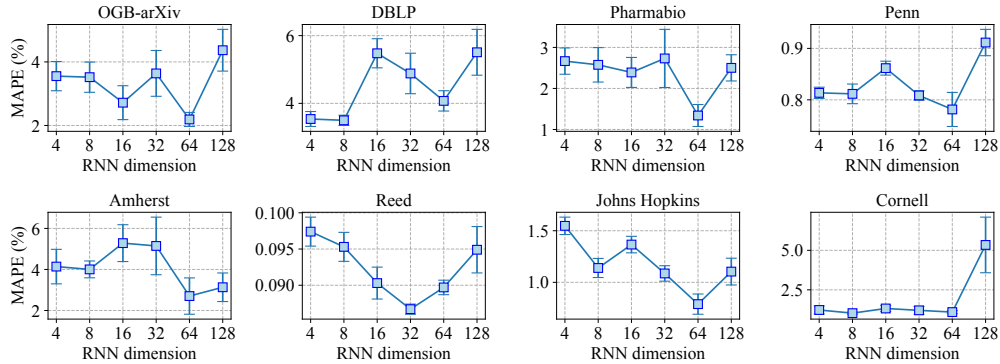 OGB-arXiv
MAPE (%)
4
2
4 8 16 32 64 128
RNN dimension
DBLP
6
4
4 8 16 32 64 128
RNN dimension
Pharmabio
3
2
1
4 8 16 32 64 128
RNN dimension
Penn
0.9
0.8
4 8 16 32 64 128
RNN dimension
Amherst
MAPE (%)
6
4
2
4 8 16 32 64 128
RNN dimension
Reed
0.100
0.095
0.090
4 8 16 32 64 128
RNN dimension
Johns Hopkins
1.5
1.0
4 8 16 32 64 128
RNN dimension
Cornell
5.0
2.5
4 8 16 32 64 128
RNN dimension